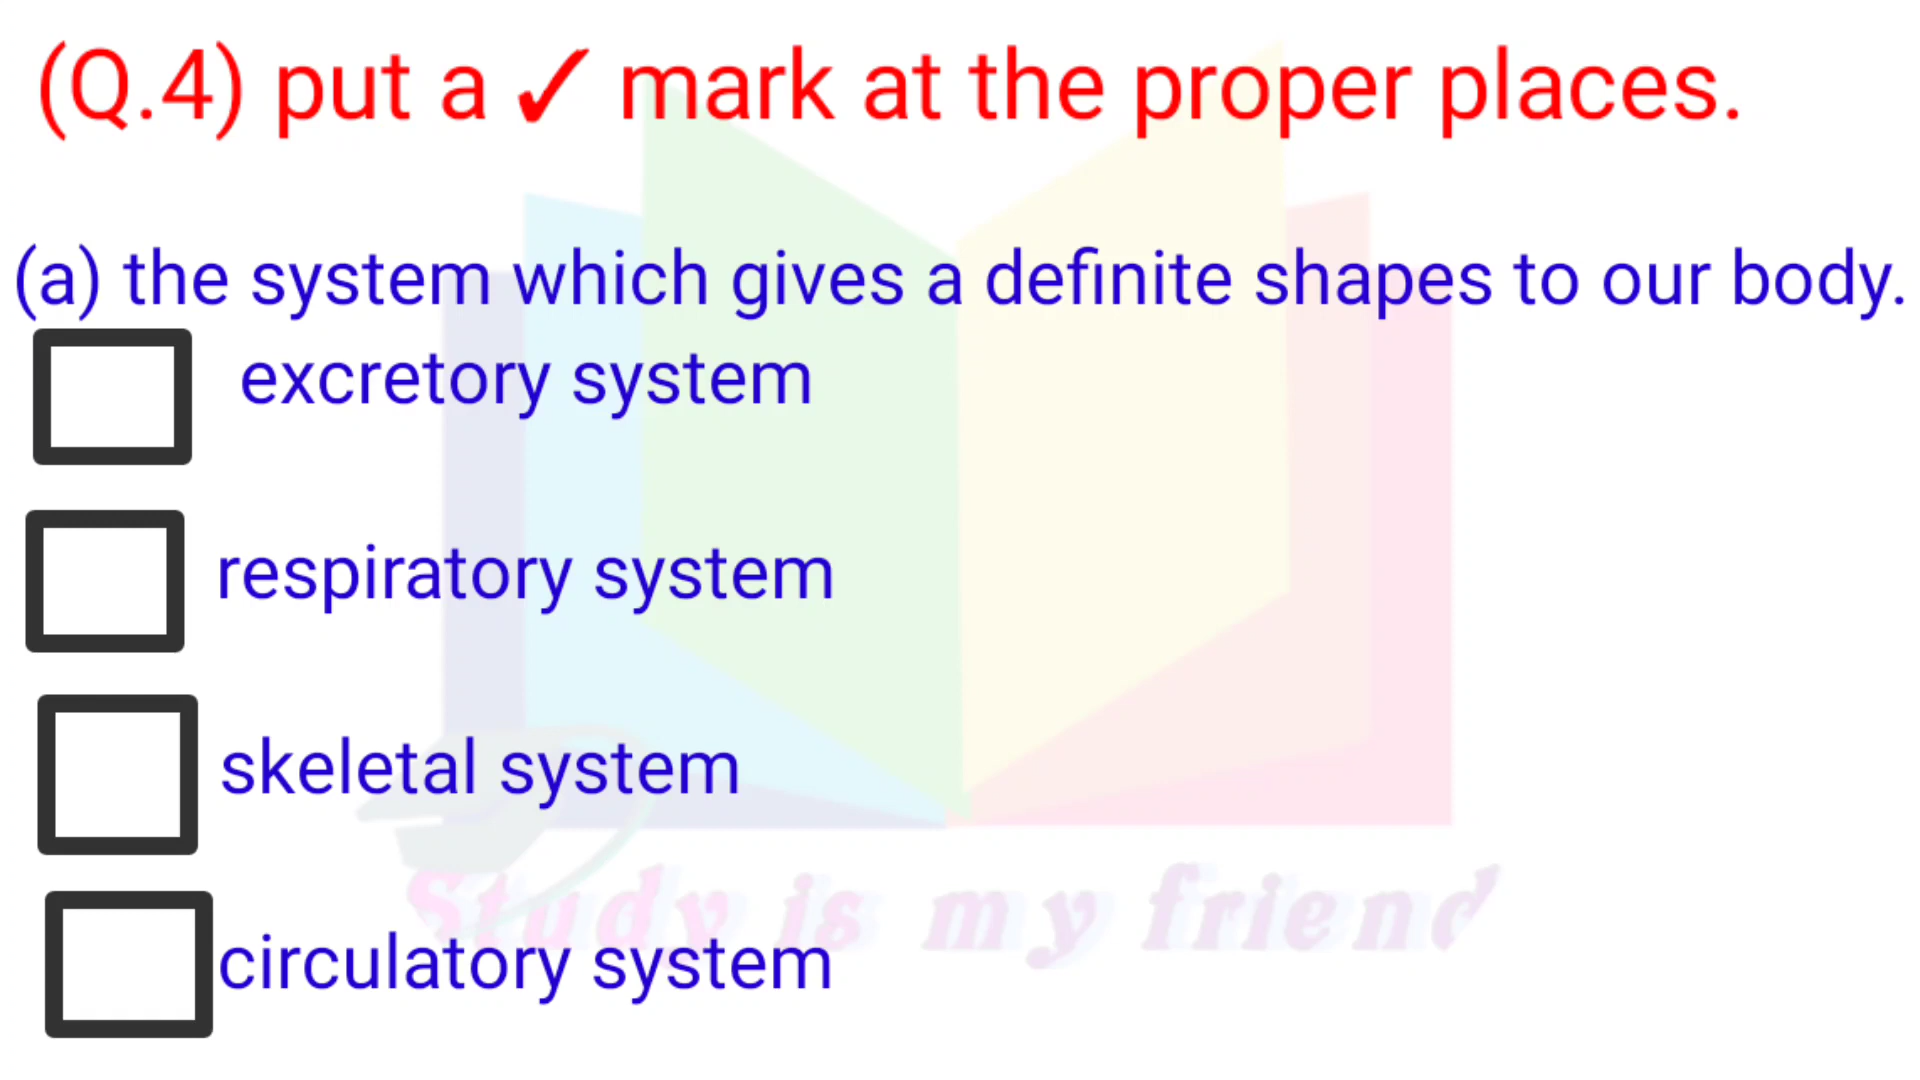 (Q.4) put a ✓ mark at the proper places.
(a) the system which gives a definite shapes to our body.
excretory system
respiratory system
skeletal system
Study is my friend
circulatory system